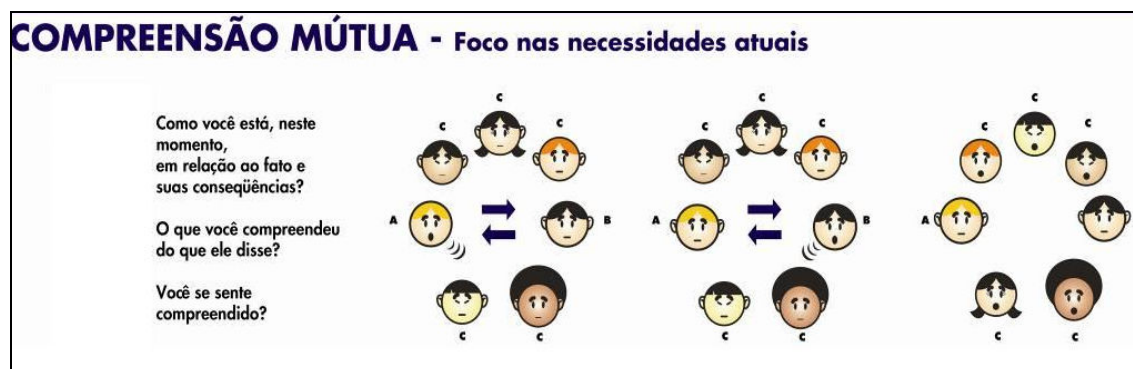 COMPREENSÃO MÚTUA - Foco nas necessidades atuais
Como você está, neste
momento,
em relação ao fato e
suas conseqüências?
O que você compreendeu
do que ele disse?
Você se sente
compreendido?
C
C
C
A
B
C
C
C
C
C
A
B
C
C
C
C
C
A
C
C